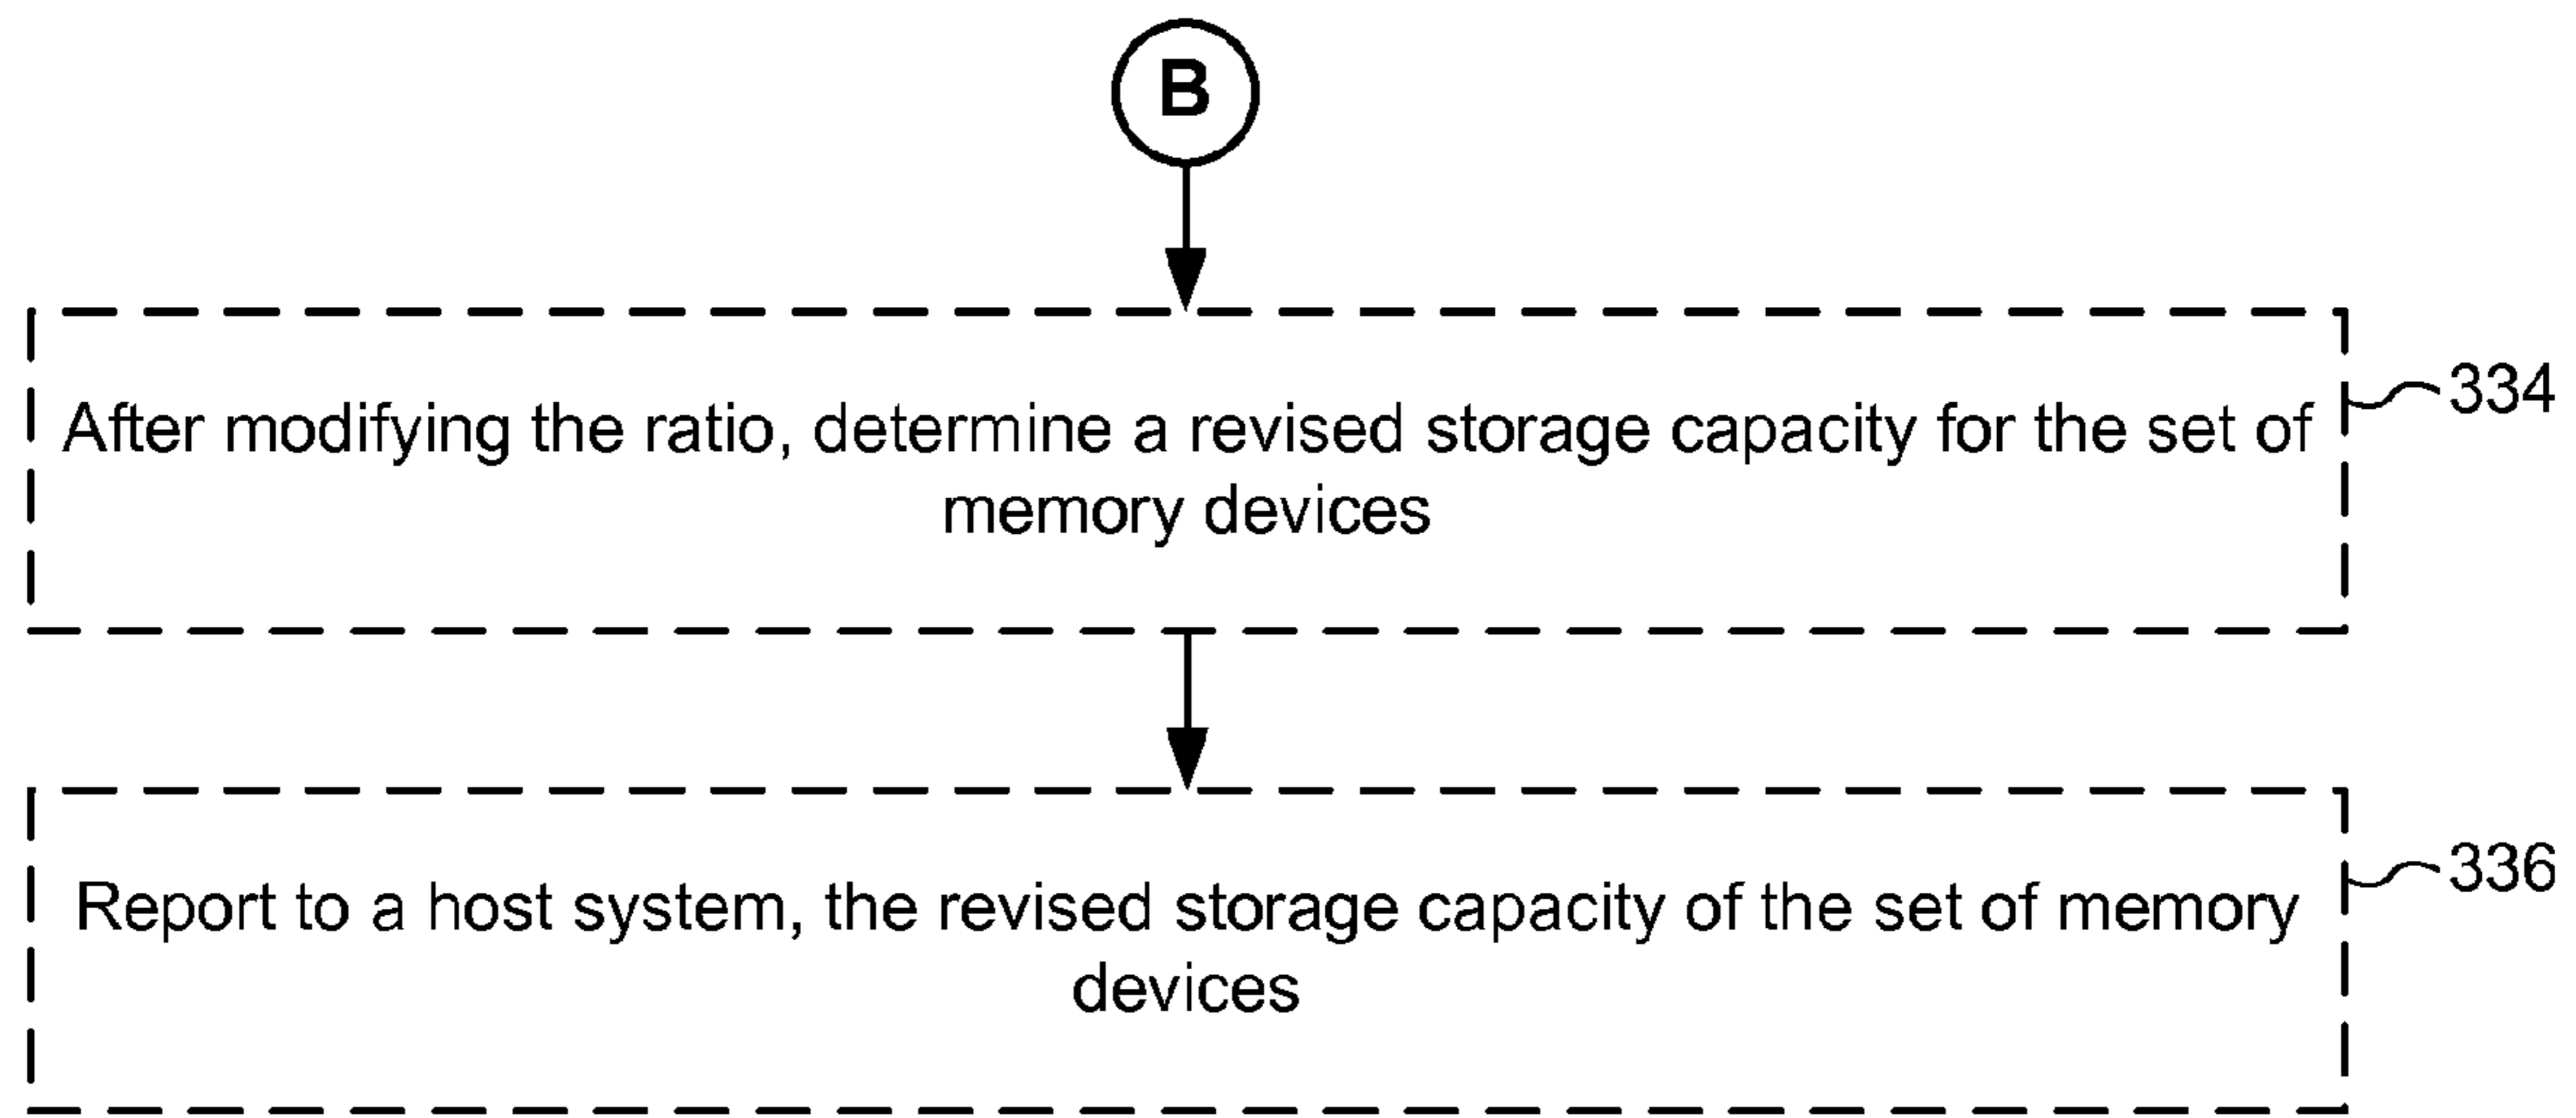 B
After modifying the ratio, determine a revised storage capacity for the set of
memory devices
334
Report to a host system, the revised storage capacity of the set of memory
devices
336